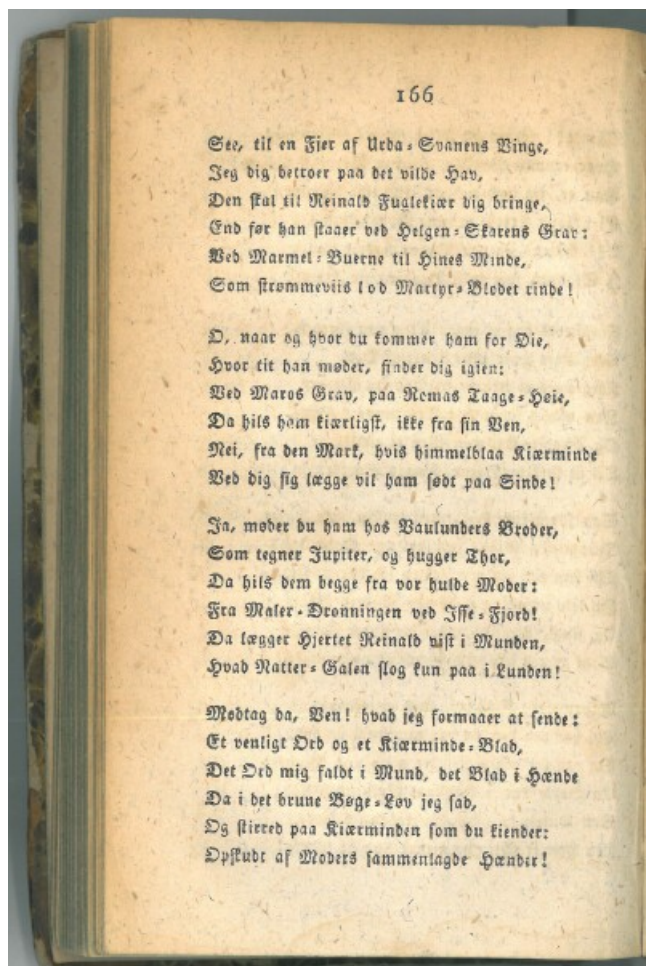 166
See, til en Fjer af Urda-Svanens Vinge,
Jeg dig betroer paa det vilde Hav,
Den skal til Reinald Fuglekiær dig bringe,
End før han staaer ved Helgen-Skarens Grav:
Ved Marmel-Buerne til Hines Minde,
Som strømmeviis lod Martyr-Blodet rinde!
O, naar og hvor du kommer ham for Øie,
Hvor tit han møder, finder dig igien:
Ved Maros Grav, paa Romas Taage-Høie,
Da hils ham kiærligst, ikke fra sin Ven,
Nei, fra den Mark, hvis himmelblaa Kiærminde
Ved dig sig lægge vil ham sødt paa Sinde!
Ja, møder du ham hos Vaulunders Broder,
Som tegner Jupiter, og hugger Thor,
Da hils dem begge fra vor hulde Moder:
Fra Maler-Dronningen ved Isse-Fjord!
Da lægger Hjertet Reinald vist i Munden,
Hvad Natter-Galen slog kun paa i Lunden!
Modtag da, Ven! hvad jeg formaaer at sende:
Et venligt Ord og et Kiærminde-Blad,
Det Ord mig faldt i Mund, det Blad i Hænde
Da i det brune Bøge-Løv jeg sad,
Og stirred paa Kiærminden som du kiender:
Opskudt af Moders sammenlagde Hænder!